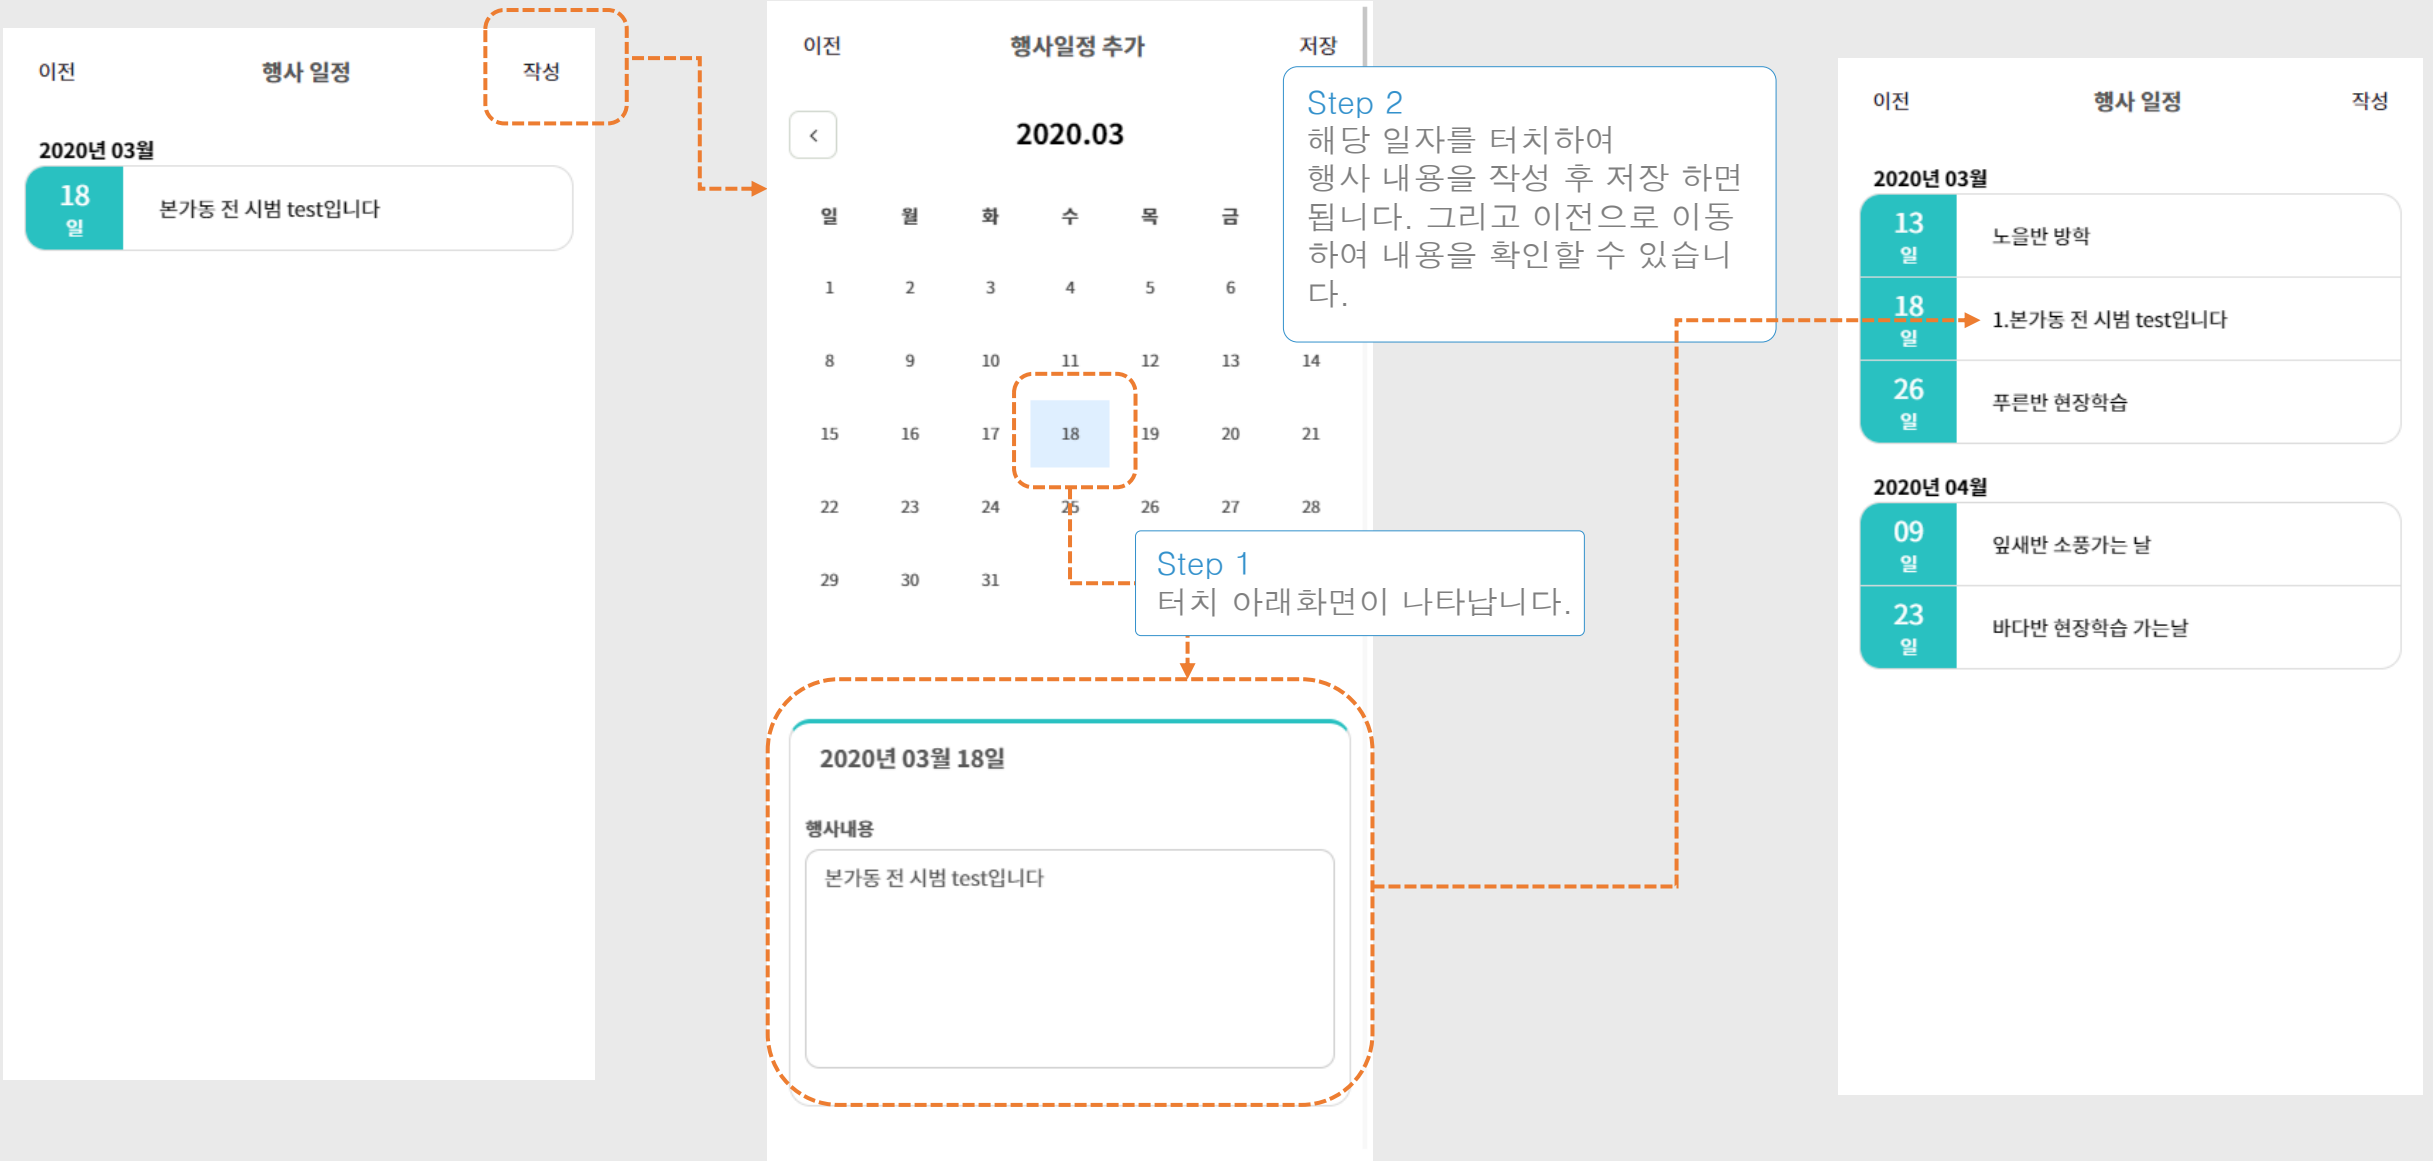 이전 행사 일정 작성
2020년 03월
18
일
본가동 전 시범 test입니다
이전 행사일정 추가 저장
<
2020.03
일 월 화 수 목 금
1 2 3 4 5 6
8 9 10 11 12 13 14
15 16 17 18 19 20 21
22 23 24 25 26 27 28
29 30 31
Step 2
해당 일자를 터치하여
행사 내용을 작성 후 저장 하면
됩니다. 그리고 이전으로 이동
하여 내용을 확인할 수 있습니
다.
Step 1
터치 아래화면이 나타납니다.
2020년 03월 18일
행사내용
본가동 전 시범 test입니다
이전 행사 일정 작성
2020년 03월
13
일
노을반 방학
18
일
1.본가동 전 시범 test입니다
26
일
푸른반 현장학습
2020년 04월
09
일
잎새반 소풍가는 날
23
일
바다반 현장학습 가는날